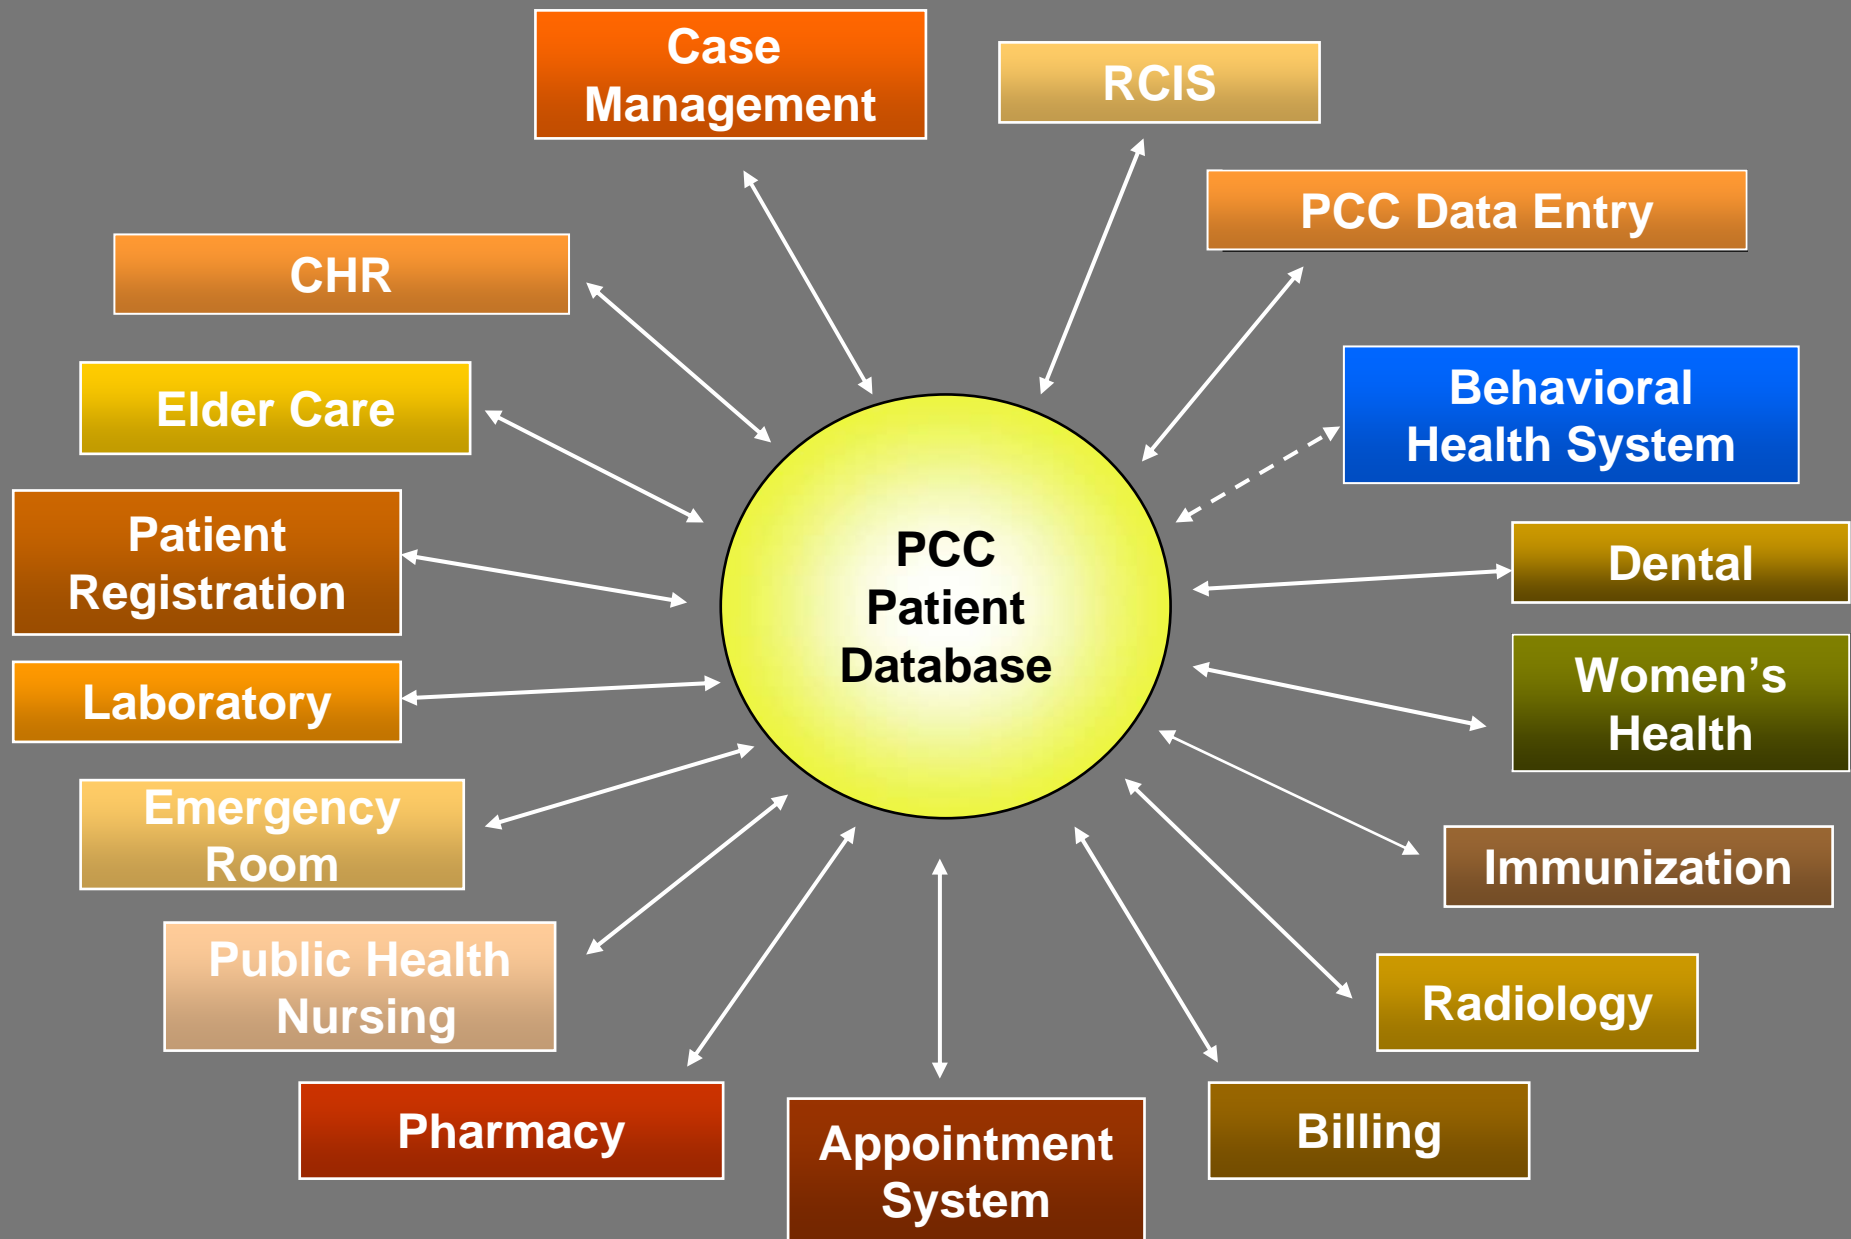 Case
Management
RCIS
PCC Data Entry
CHR
Behavioral
Health System
Elder Care
Patient
Registration
PCC
Patient
Database
Dental
Laboratory
Women’s
Health
Emergency
Room
Immunization
Public Health
Nursing
Radiology
Pharmacy
Appointment
System
Billing